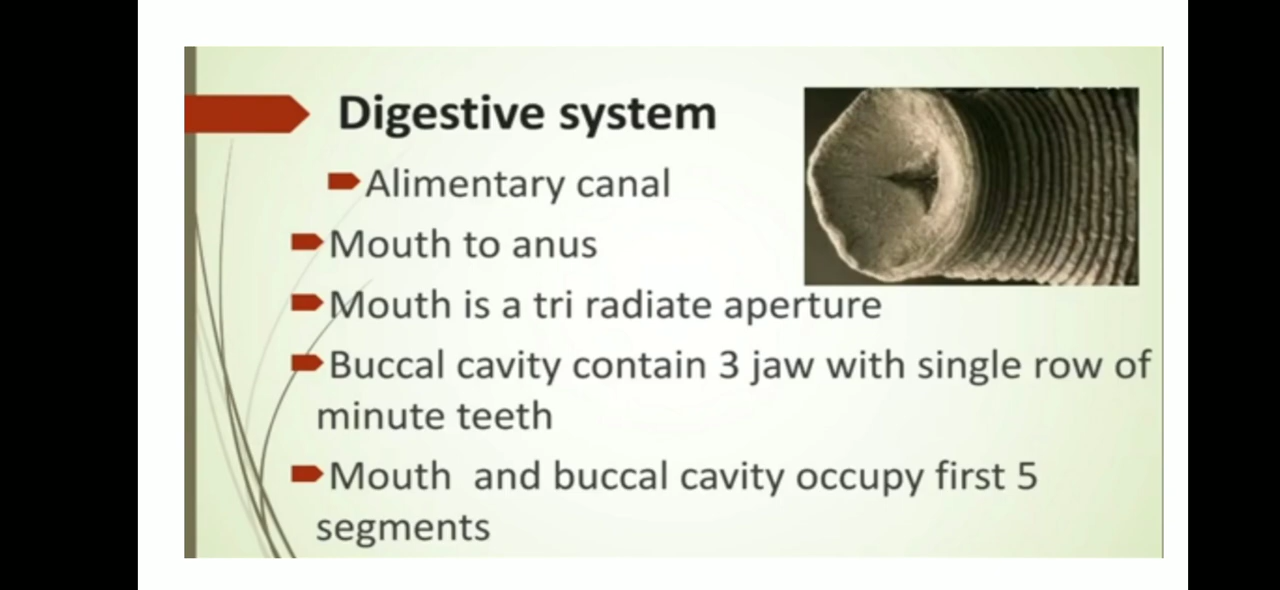 Digestive system
Alimentary canal
Mouth to anus
Mouth is a tri radiate aperture
Buccal cavity contain 3 jaw with single row of
minute teeth
Mouth and buccal cavity occupy first 5
segments